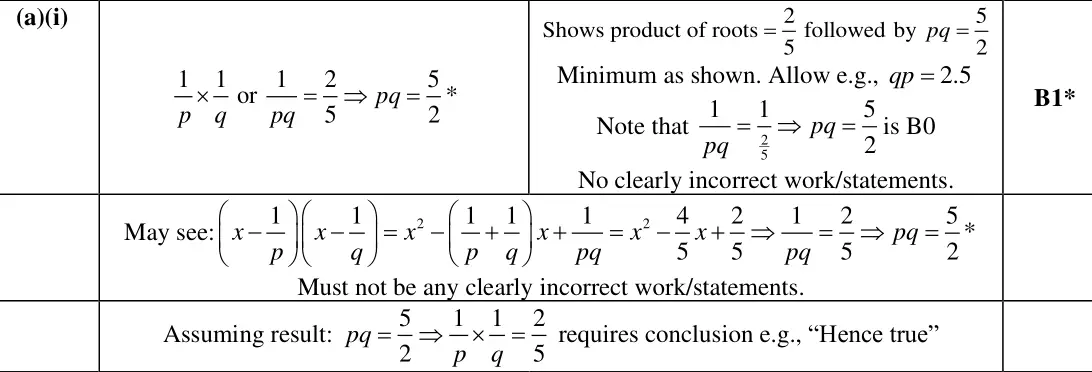 (a)(i)
1/p × 1/q or 1/pq = 2/5 ⇒ pq = 5/2 *
Shows product of roots = 2/5 followed by pq = 5/2
Minimum as shown. Allow e.g., qp = 2.5
Note that 1/pq = 1/(2/5) ⇒ pq = 5/2 is B0
No clearly incorrect work/statements.
B1*
May see: (x − 1/p)(x − 1/q) = x² − (1/p + 1/q)x + 1/pq = x² − 4/5 x + 2/5 ⇒ 1/pq = 2/5 ⇒ pq = 5/2 *
Must not be any clearly incorrect work/statements.
Assuming result: pq = 5/2 ⇒ 1/p × 1/q = 2/5 requires conclusion e.g., “Hence true”